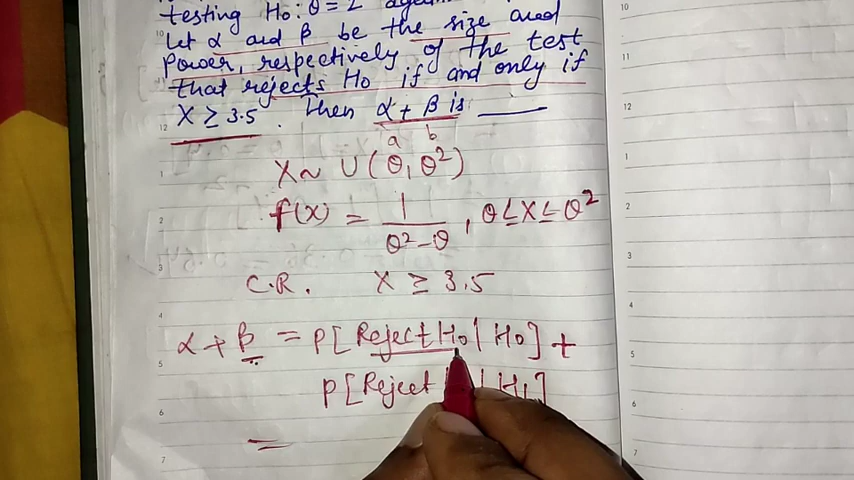 testing H₀: θ = 2
let α and β be the size and
Power, respectively of the test
that rejects H₀ if and only if
X ≥ 3.5 . Then α + β is ____
a b
X ~ U (θ, θ²)
f(x) = 1 / θ² - θ , θ ≤ X ≤ θ²
C.R. X ≥ 3.5
α + β = P [Reject H₀ | H₀] +
P [Reject | H₁]
=